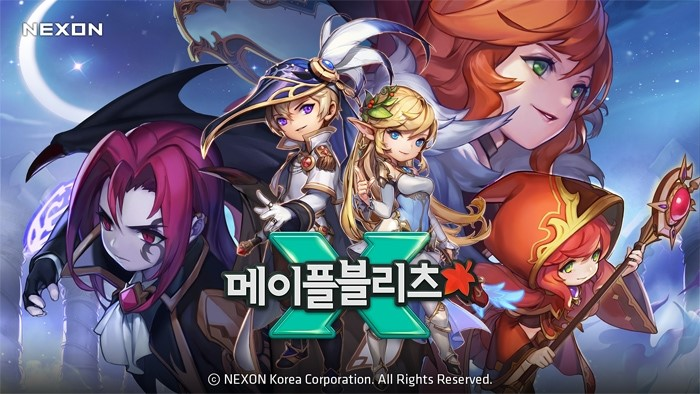 NEXON
메이플블리츠
X
ⓒ NEXON Korea Corporation. All Rights Reserved.